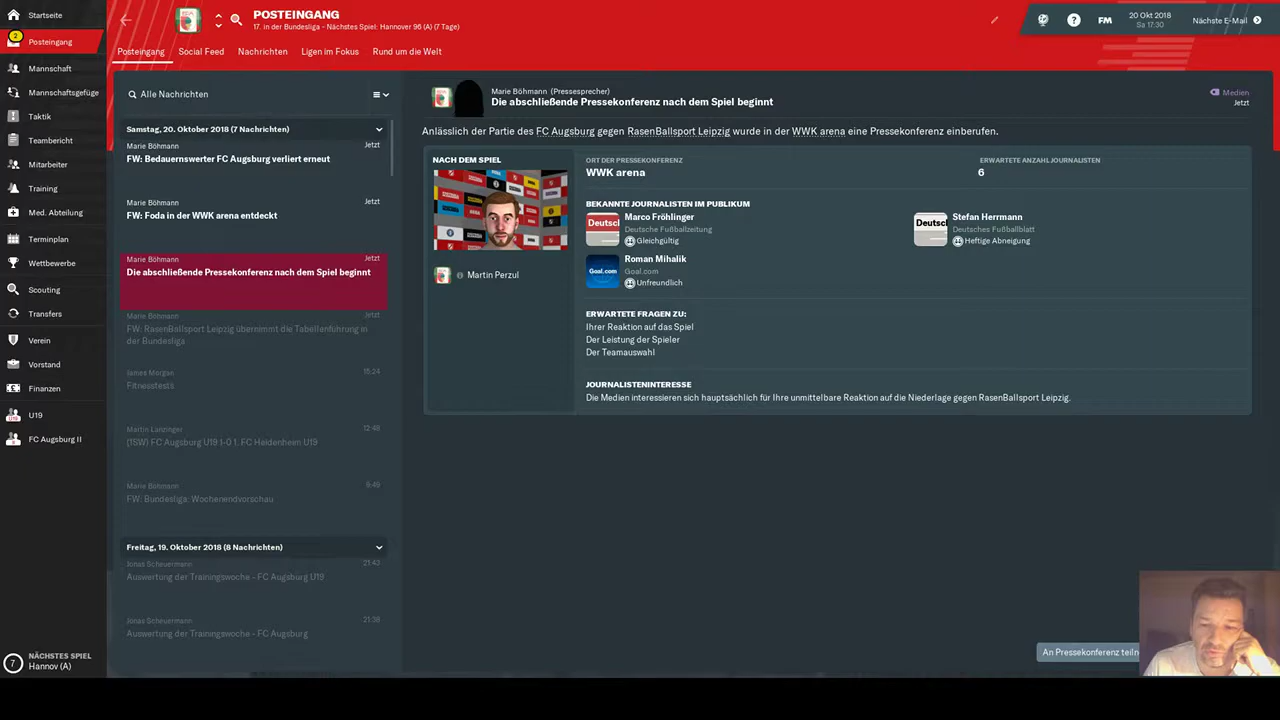 Startseite
2
Posteingang
Mannschaft
Mannschaftsgefüge
Taktik
Teambericht
Mitarbeiter
Training
Med. Abteilung
Terminplan
Wettbewerbe
Scouting
Transfers
Verein
Vorstand
Finanzen
U19
FC Augsburg II
7
NÄCHSTES SPIEL
Hannov (A)
POSTEINGANG
17. in der Bundesliga - Nächstes Spiel: Hannover 96 (A) (7 Tage)
?
FM
20 Okt 2018
Sa 17:30
Nächste E-Mail
Posteingang
Social Feed
Nachrichten
Ligen im Fokus
Rund um die Welt
Alle Nachrichten
Samstag, 20. Oktober 2018 (7 Nachrichten)
Marie Böhmann
Jetzt
FW: Bedauernswerter FC Augsburg verliert erneut
Marie Böhmann
Jetzt
FW: Foda in der WWK arena entdeckt
Marie Böhmann
Jetzt
Die abschließende Pressekonferenz nach dem Spiel beginnt
Marie Böhmann
Jetzt
FW: RasenBallsport Leipzig übernimmt die Tabellenführung in
der Bundesliga
James Morgan
15:24
Fitnesstests
Martin Lanzinger
12:48
(1SW) FC Augsburg U19 1-0 1. FC Heidenheim U19
Marie Böhmann
9:49
FW: Bundesliga: Wochenendvorschau
Freitag, 19. Oktober 2018 (8 Nachrichten)
Jonas Scheuermann
21:43
Auswertung der Trainingswoche - FC Augsburg U19
Jonas Scheuermann
21:36
Auswertung der Trainingswoche - FC Augsburg
Marie Böhmann (Pressesprecher)
Die abschließende Pressekonferenz nach dem Spiel beginnt
Medien
Jetzt
Anlässlich der Partie des FC Augsburg gegen RasenBallsport Leipzig wurde in der WWK arena eine Pressekonferenz einberufen.
NACH DEM SPIEL
Martin Perzul
ORT DER PRESSEKONFERENZ
WWK arena
ERWARTETE ANZAHL JOURNALISTEN
6
BEKANNTE JOURNALISTEN IM PUBLIKUM
Deutsch
Marco Fröhlinger
Deutsche Fußballzeitung
Gleichgültig
Deutsch
Stefan Herrmann
Deutsches Fußballblatt
Heftige Abneigung
Goal.com
Roman Mihalik
Goal.com
Unfreundlich
ERWARTETE FRAGEN ZU:
Ihrer Reaktion auf das Spiel
Der Leistung der Spieler
Der Teamauswahl
JOURNALISTENINTERESSE
Die Medien interessieren sich hauptsächlich für Ihre unmittelbare Reaktion auf die Niederlage gegen RasenBallsport Leipzig.
An Pressekonferenz teiln